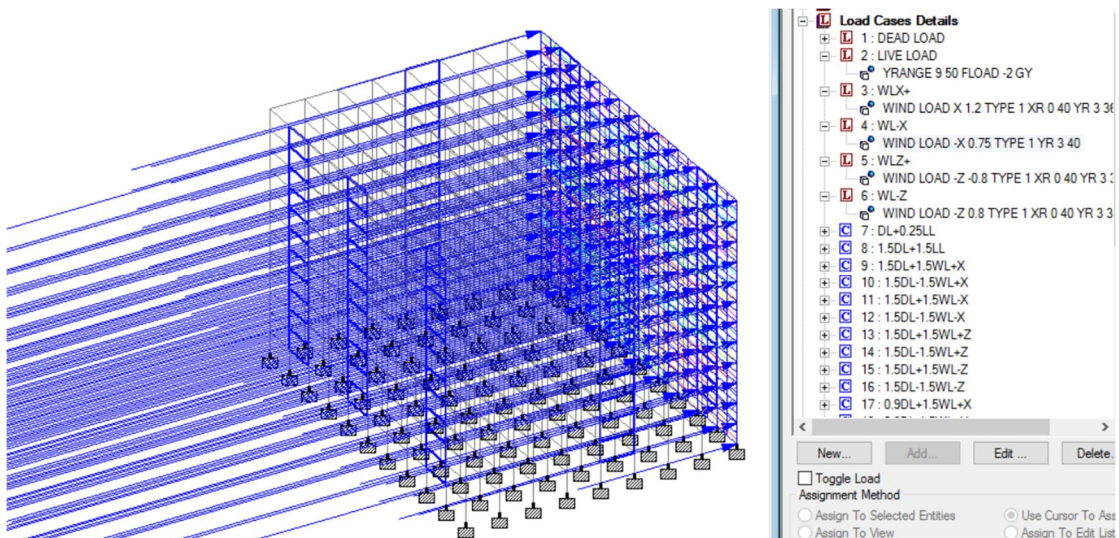 Load Cases Details
L 1 : DEAD LOAD
L 2 : LIVE LOAD
YRANGE 9 50 FLOAD -2 GY
L 3 : WLX+
WIND LOAD X 1.2 TYPE 1 XR 0 40 YR 3
L 4 : WL-X
WIND LOAD -X 0.75 TYPE 1 YR 3 40
L 5 : WLZ+
WIND LOAD -Z -0.8 TYPE 1 XR 0 40 YR 3
L 6 : WL-Z
WIND LOAD -Z 0.8 TYPE 1 XR 0 40 YR 3
C 7 : DL+0.25LL
C 8 : 1.5DL+1.5LL
C 9 : 1.5DL+1.5WL+X
C 10 : 1.5DL-1.5WL+X
C 11 : 1.5DL+1.5WL-X
C 12 : 1.5DL-1.5WL-X
C 13 : 1.5DL+1.5WL+Z
C 14 : 1.5DL-1.5WL+Z
C 15 : 1.5DL+1.5WL-Z
C 16 : 1.5DL-1.5WL-Z
C 17 : 0.9DL+1.5WL+X
New... Add... Edit ... Delete.
Toggle Load
Assignment Method
Assign To Selected Entities Use Cursor To Ass
Assign To View Assign To Edit List